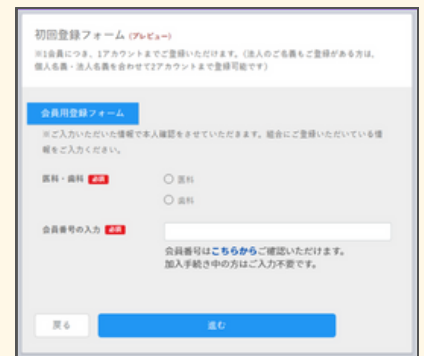 初回登録フォーム (プレビュー)
※1会員につき、1アカウントまでご登録いただけます。(法人のご名義もご登録がある方は、
個人名義・法人名義を合わせて2アカウントまで登録可能です)
会員用登録フォーム
※ご入力いただいた情報で本人確認をさせていただきます。組合にご登録いただいている情
報をご入力ください。
医科・歯科 必須
医科
歯科
会員番号の入力 必須
会員番号はこちらからご確認いただけます。
加入手続き中の方はご入力不要です。
戻る 進む